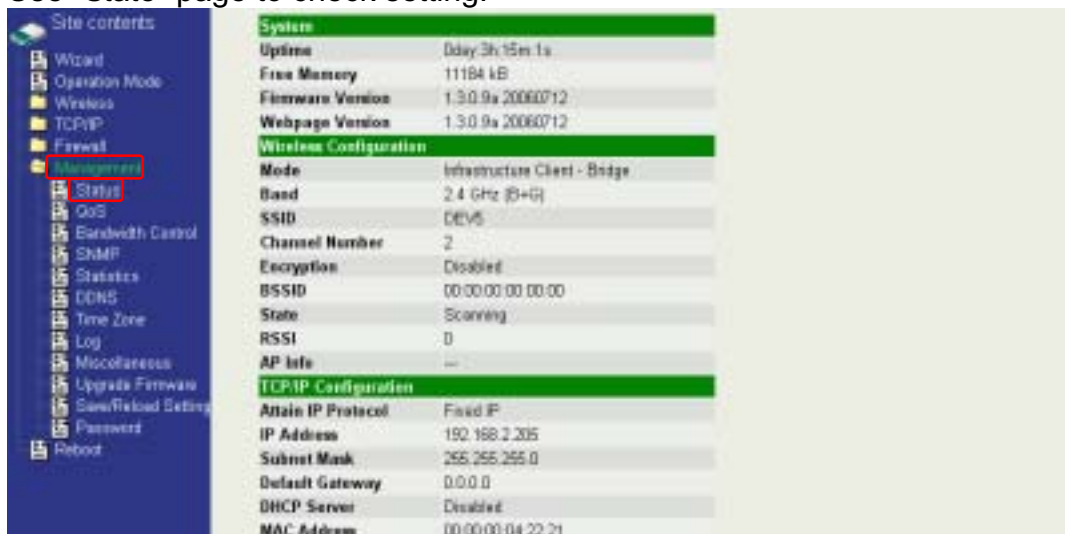 page to check setting.
Site contents
Wizard
Operation Mode
Wireless
TCP/IP
Firewall
Management
Status
QoS
Bandwidth Control
SNMP
Statistics
DDNS
Time Zone
Log
Miscellaneous
Upgrade Firmware
Save/Reload Setting
Password
Reboot
System
Uptime 0day:3h:15m:1s
Free Memory 11184 kB
Firmware Version 1.3.0.9a 20060712
Webpage Version 1.3.0.9a 20060712
Wireless Configuration
Mode Infrastructure Client - Bridge
Band 2.4 GHz (B+G)
SSID
Channel Number 2
Encryption Disabled
BSSID 00:00:00:00:00:00
State Scanning
RSSI 0
AP Info ---
TCP/IP Configuration
Attain IP Protocol Fixed IP
IP Address 192.168.2.205
Subnet Mask 255.255.255.0
Default Gateway 0.0.0.0
DHCP Server Disabled
MAC Address 00:00:00:04:22:21